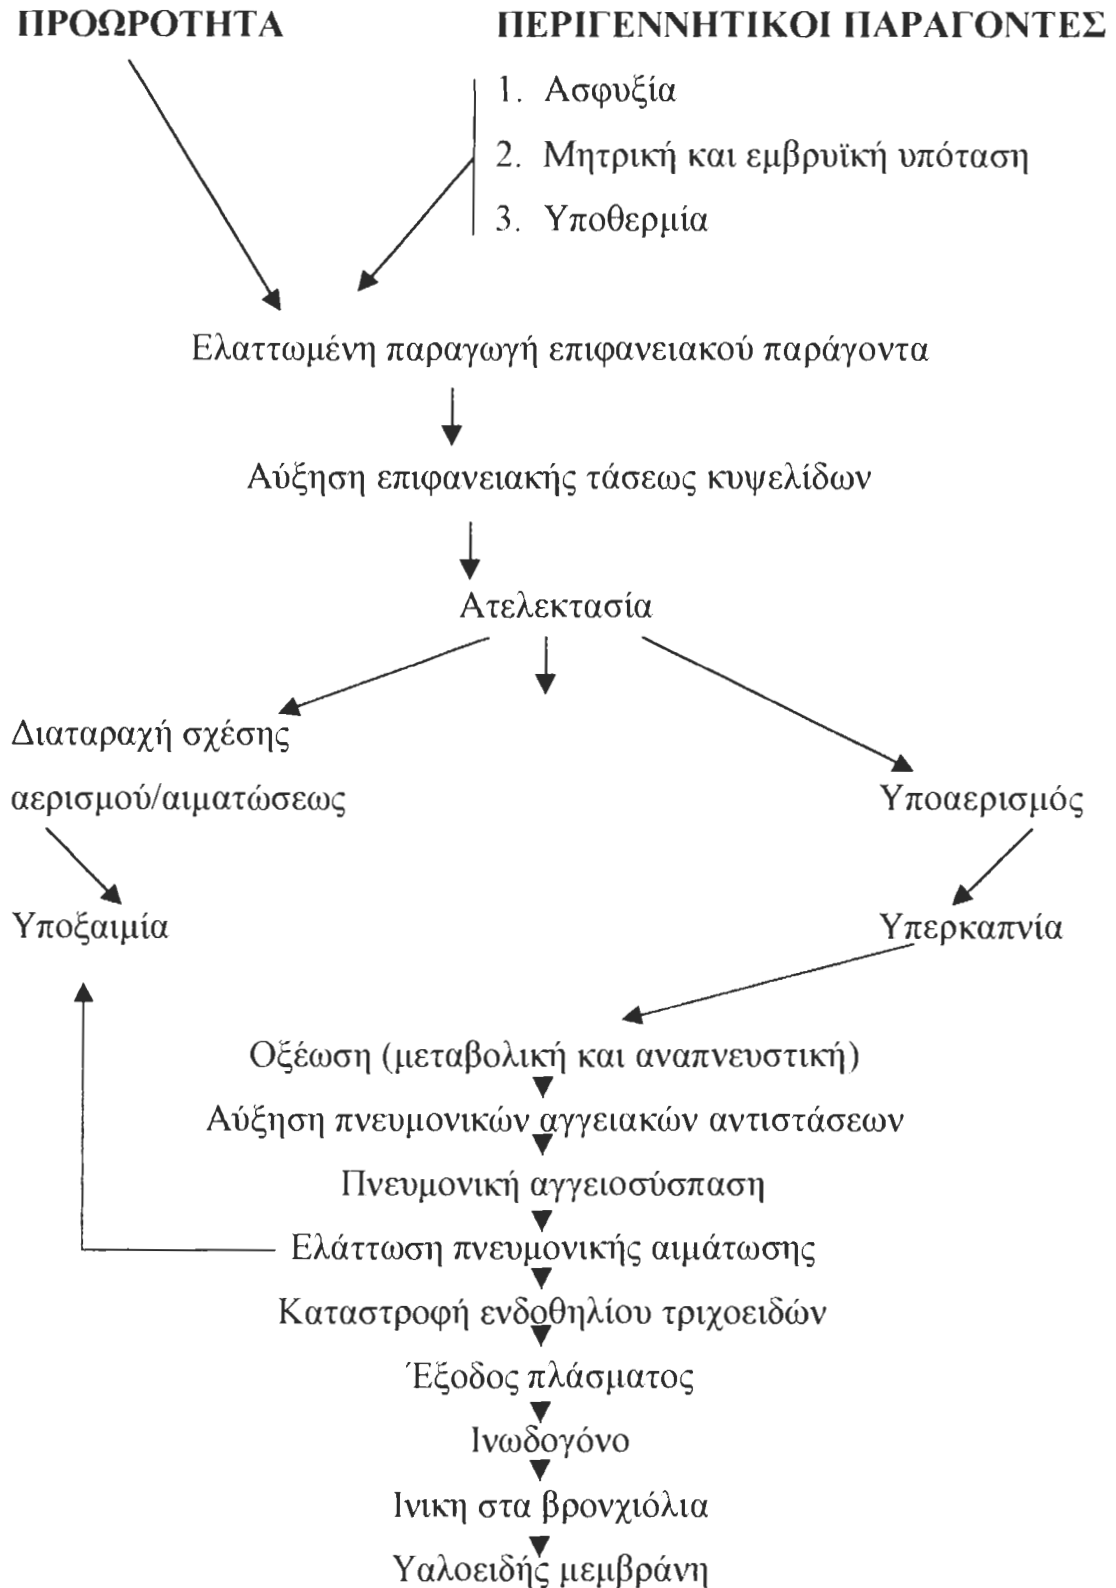 ΠΡΟΩΡΟΤΗΤΑ
ΠΕΡΙΓΕΝΝΗΤΙΚΟΙ ΠΑΡΑΓΟΝΤΕΣ
1. Ασφυξία
2. Μητρική και εμβρυϊκή υπόταση
3. Υποθερμία
Ελαττωμένη παραγωγή επιφανειακού παράγοντα
Αύξηση επιφανειακής τάσεως κυψελίδων
Ατελεκτασία
Διαταραχή σχέσης
αερισμού/αιματώσεως
Υποαερισμός
Υποξαιμία
Υπερκαπνία
Οξέωση (μεταβολική και αναπνευστική)
Αύξηση πνευμονικών αγγειακών αντιστάσεων
Πνευμονική αγγειοσύσπαση
Ελάττωση πνευμονικής αιμάτωσης
Καταστροφή ενδοθηλίου τριχοειδών
Έξοδος πλάσματος
Ινωδογόνο
Ινικη στα βρονχιόλια
Υαλοειδής μεμβράνη